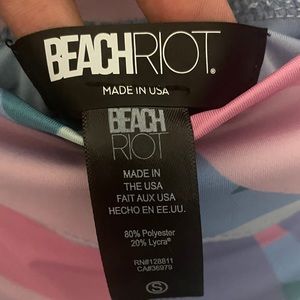 BEACHRIOT®
MADE IN USA
BEACH
RIOT
MADE IN
THE USA
FAIT AUX USA
HECHO EN EE.UU.
80% Polyester
20% Lycra®
RN#128811
CA#36979
S